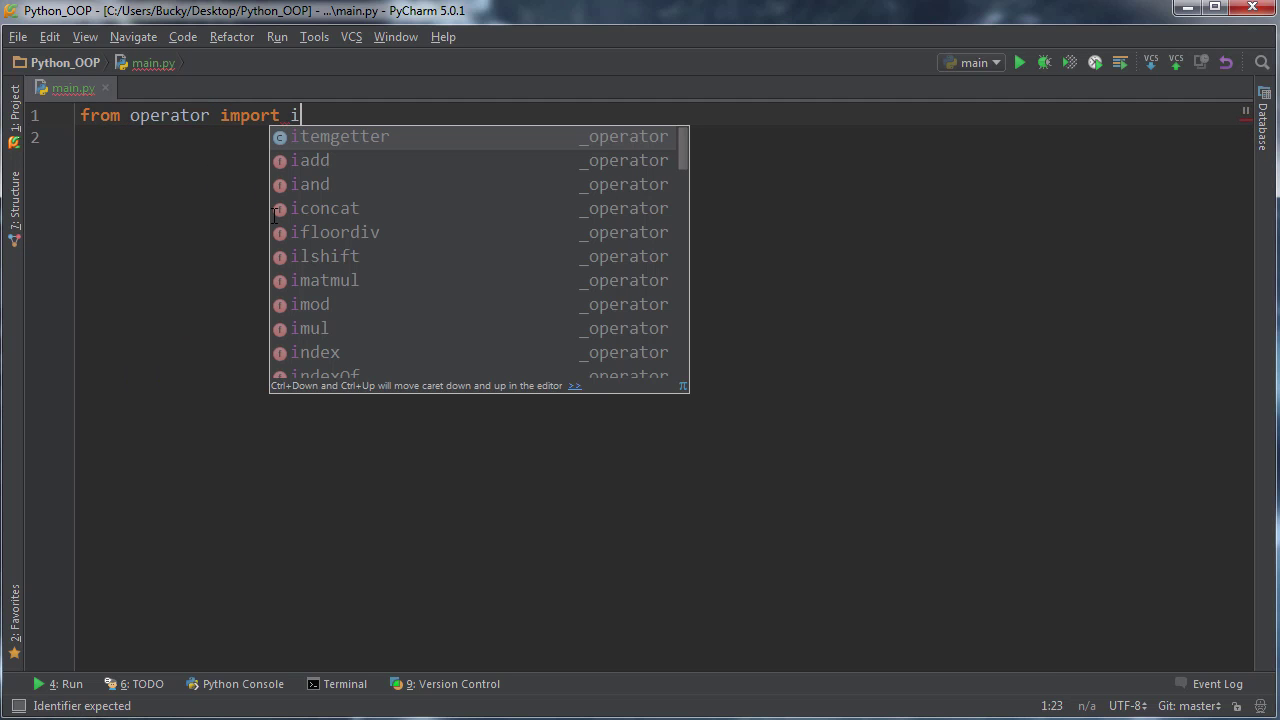 Python_OOP - [C:/Users/Bucky/Desktop/Python_OOP] - ...\main.py - PyCharm 5.0.1
File Edit View Navigate Code Refactor Run Tools VCS Window Help
Python_OOP main.py main VCS VCS
main.py
1: Project
7: Structure
2: Favorites
Database
1 from operator import i
2
itemgetter _operator
iadd _operator
iand _operator
iconcat _operator
ifloordiv _operator
ilshift _operator
imatmul _operator
imod _operator
imul _operator
index _operator
indexOf _operator
Ctrl+Down and Ctrl+Up will move caret down and up in the editor >> π
4: Run 6: TODO Python Console Terminal 9: Version Control Event Log
Identifier expected 1:23 n/a UTF-8 Git: master